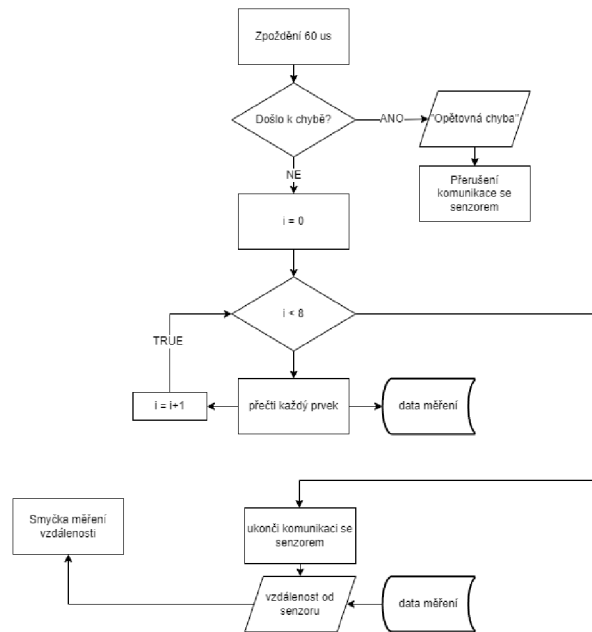 Zpoždění 60 us
Došlo k chybě?
ANO
"Opětovná chyba"
NE
Přerušení
komunikace se
senzorem
i = 0
i < 8
TRUE
i = i+1
přečti každý prvek
data měření
Smyčka měření
vzdálenosti
ukonči komunikaci se
senzorem
vzdálenost od
senzoru
data měření